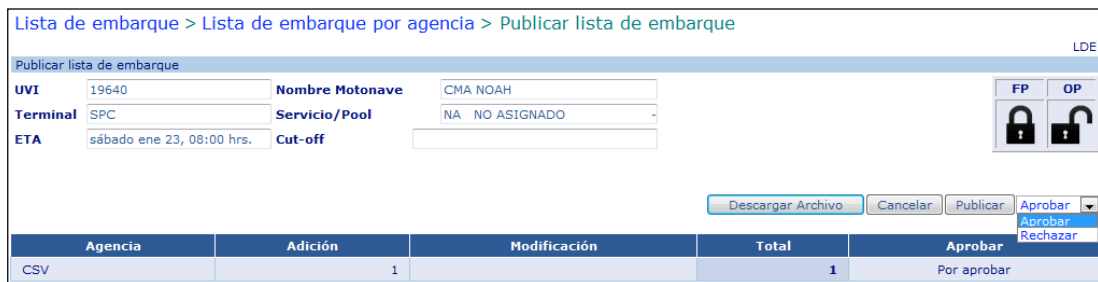 Lista de embarque > Lista de embarque por agencia > Publicar lista de embarque
LDE
Publicar lista de embarque
UVI 19640 Nombre Motonave CMA NOAH FP OP
Terminal SPC Servicio/Pool NA NO ASIGNADO -
ETA sábado ene 23, 08:00 hrs. Cut-off
Descargar Archivo Cancelar Publicar Aprobar
Aprobar
Rechazar
Agencia Adición Modificación Total Aprobar
CSV 1 1 Por aprobar